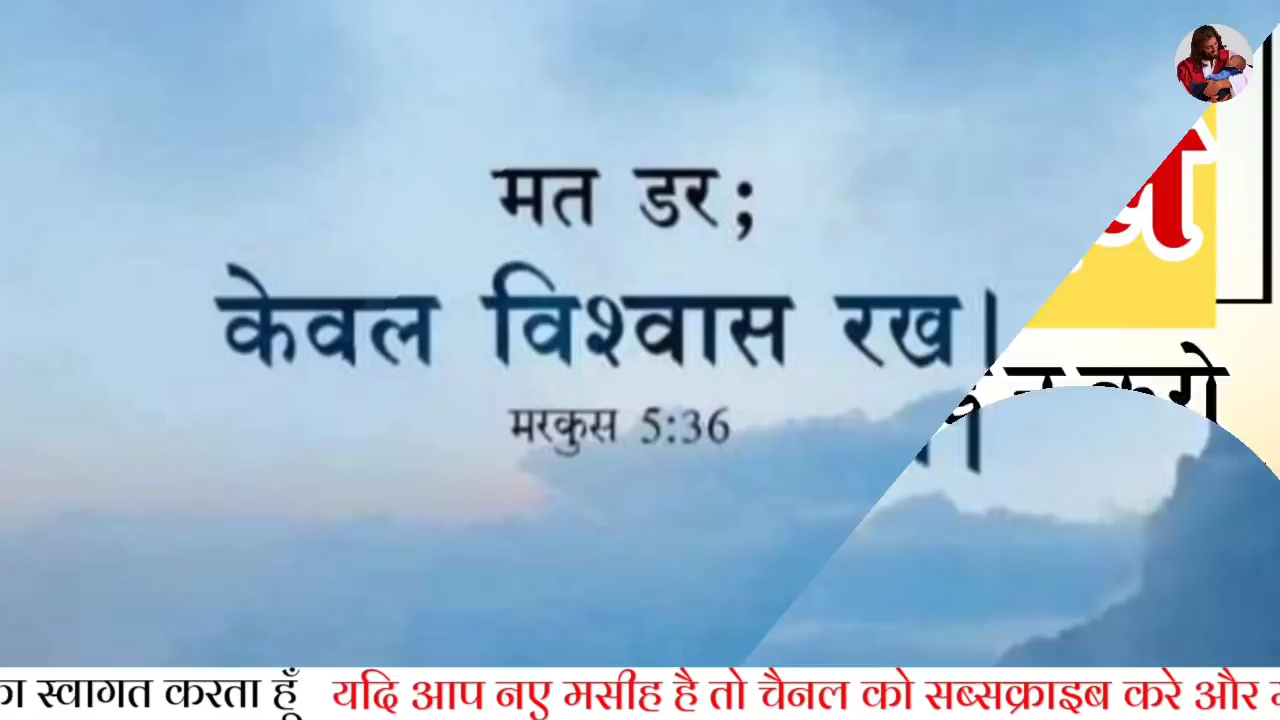 मत डर;
केवल विश्वास रख।
मरकुस 5:36
का स्वागत करता हूँ यदि आप नए मसीह है तो चैनल को सब्सक्राइब करे और